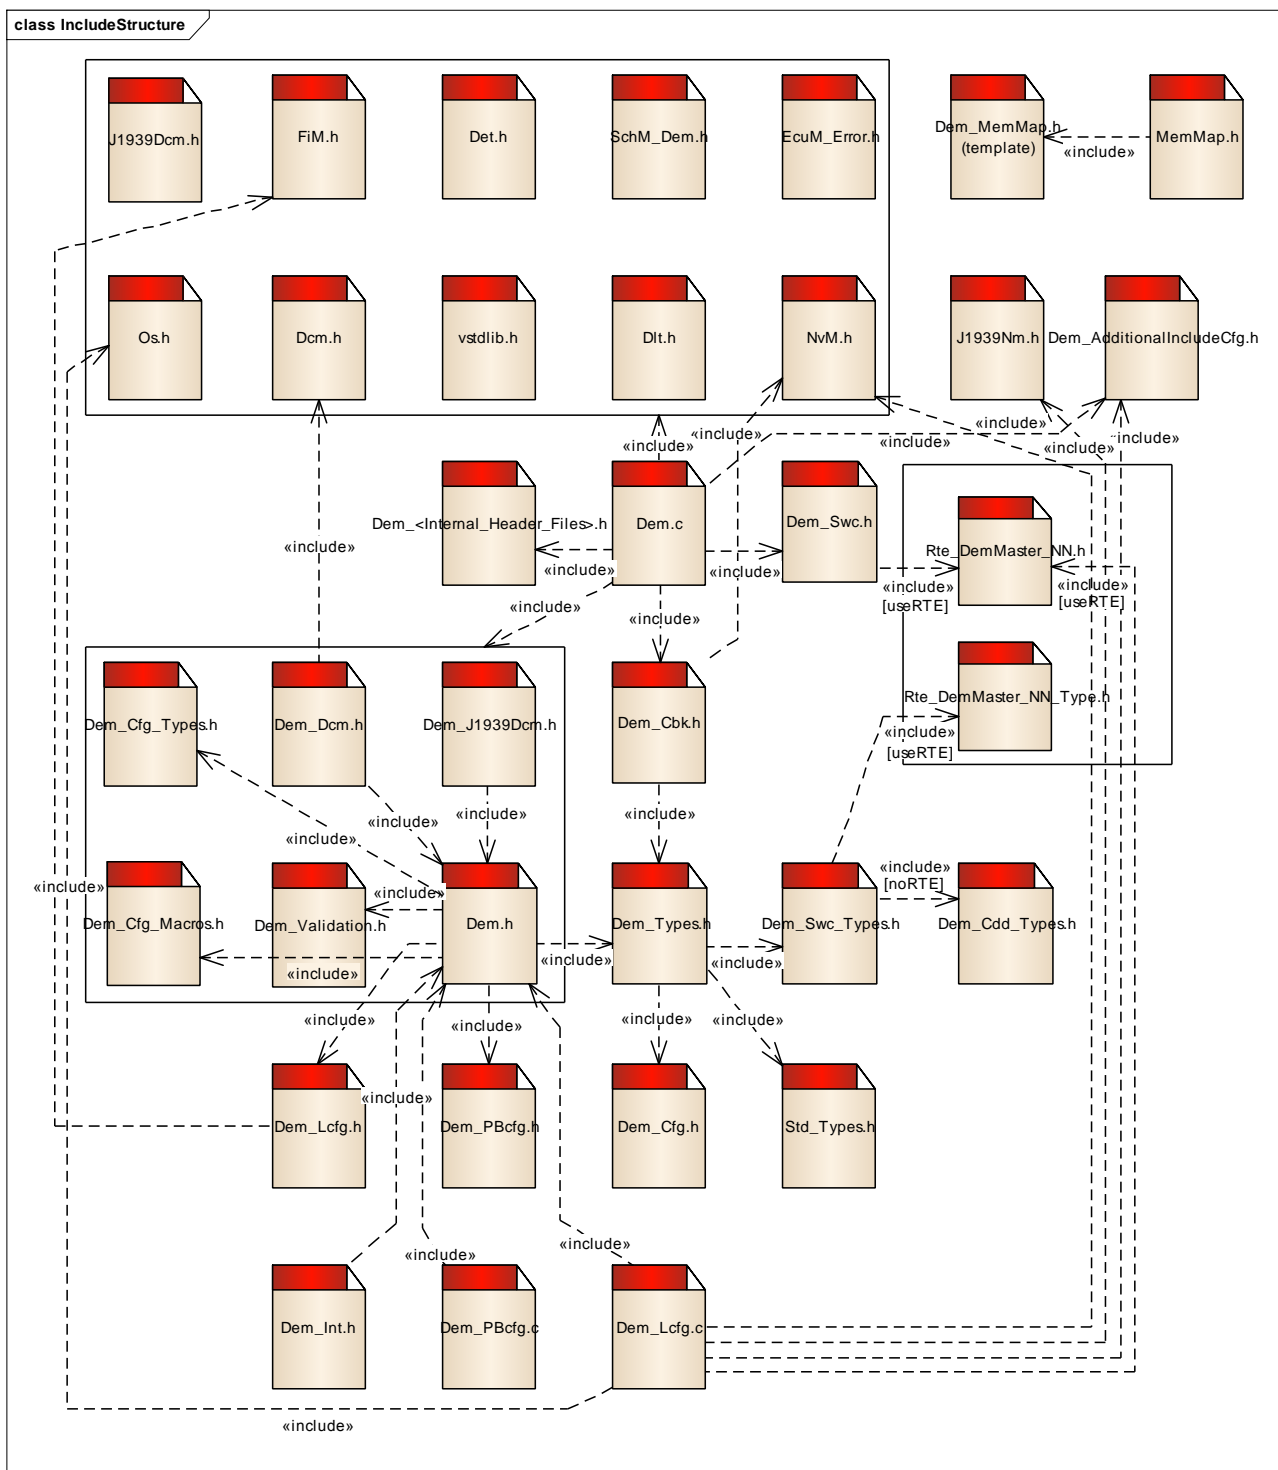 class IncludeStructure
J1939Dcm.h
FiM.h
Det.h
SchM_Dem.h
EcuM_Error.h
Dem_MemMap.h
(template)
MemMap.h
«include»
Os.h
Dcm.h
vstdlib.h
Dlt.h
NvM.h
J1939Nm.h
Dem_AdditionalIncludeCfg.h
«include»
«include»
«include»
«include»
«include»
«include»
«include»
Dem_<Internal_Header_Files>.h
Dem.c
Dem_Swc.h
Rte_DemMaster_NN.h
«include»
«include»
«include»
«include»
[useRTE]
«include»
[useRTE]
«include»
«include»
Dem_Cfg_Types.h
Dem_Dcm.h
Dem_J1939Dcm.h
Dem_Cbk.h
Rte_DemMaster_NN_Type.h
«include»
[useRTE]
«include»
«include»
«include»
«include»
«include»
«include»
[noRTE]
«include»
Dem_Cfg_Macros.h
Dem_Validation.h
Dem.h
Dem_Types.h
Dem_Swc_Types.h
Dem_Cdd_Types.h
«include»
«include»
«include»
«include»
«include»
«include»
«include»
Dem_Lcfg.h
Dem_PBcfg.h
Dem_Cfg.h
Std_Types.h
«include»
«include»
Dem_Int.h
Dem_PBcfg.c
Dem_Lcfg.c
«include»